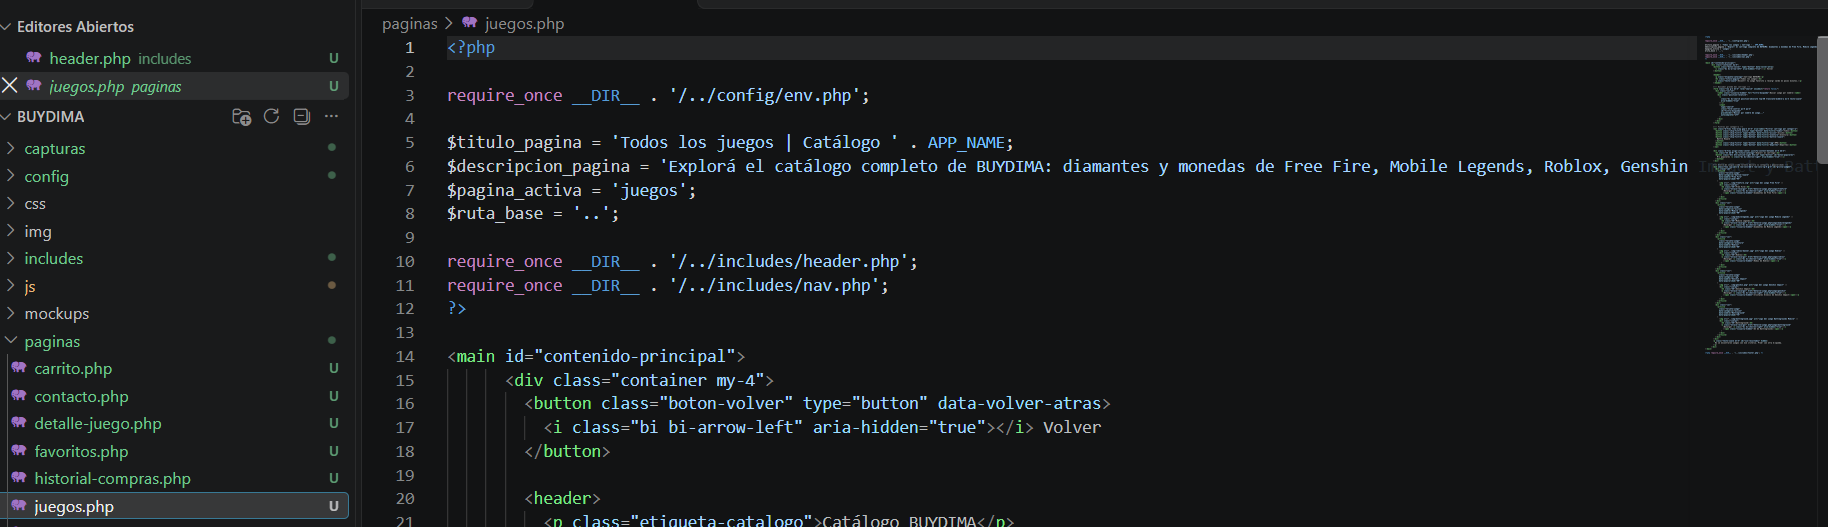 Editores Abiertos
header.php includes U
juegos.php paginas U
BUYDIMA
capturas
config
css
img
includes
js
mockups
paginas
carrito.php U
contacto.php U
detalle-juego.php U
favoritos.php U
historial-compras.php U
juegos.php U
paginas > juegos.php
1 <?php
2
3 require_once __DIR__ . '/../config/env.php';
4
5 $titulo_pagina = 'Todos los juegos | Catálogo ' . APP_NAME;
6 $descripcion_pagina = 'Explorá el catálogo completo de BUYDIMA: diamantes y monedas de Free Fire, Mobile Legends, Roblox, Genshin
7 $pagina_activa = 'juegos';
8 $ruta_base = '..';
9
10 require_once __DIR__ . '/../includes/header.php';
11 require_once __DIR__ . '/../includes/nav.php';
12 ?>
13
14 <main id="contenido-principal">
15 <div class="container my-4">
16 <button class="boton-volver" type="button" data-volver-atras>
17 <i class="bi bi-arrow-left" aria-hidden="true"></i> Volver
18 </button>
19
20 <header>
21 <p class="etiqueta-catalogo">Catálogo BUYDIMA</p>